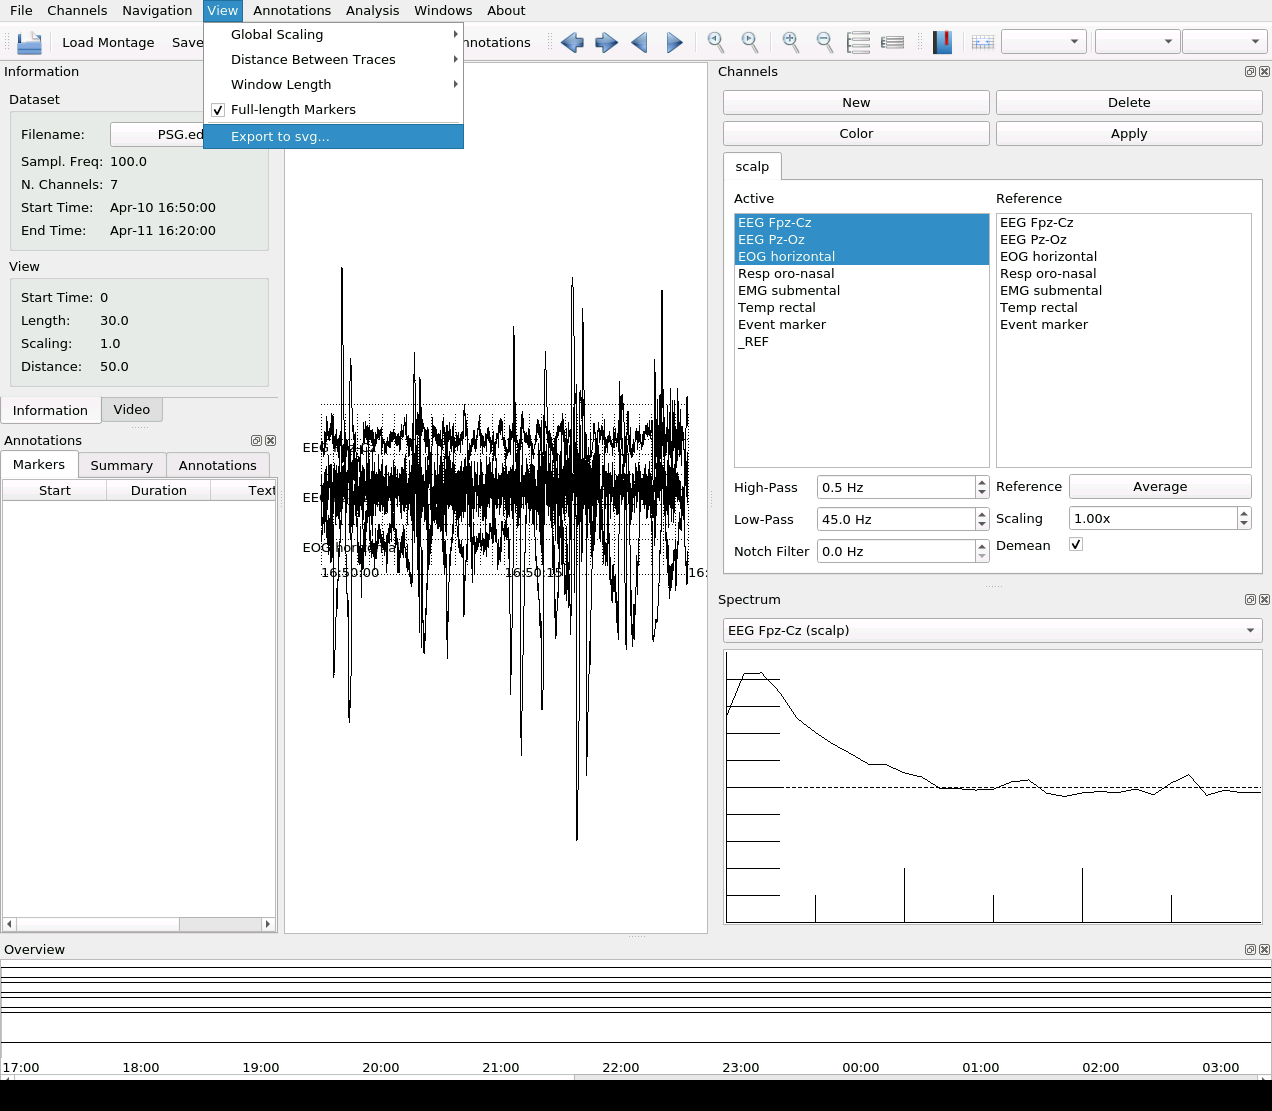 File Channels Navigation View Annotations Analysis Windows About
Load Montage Save nnotations
Global Scaling
Distance Between Traces
Window Length
Full-length Markers
Export to svg...
Information
Dataset
Filename: PSG.ed
Sampl. Freq: 100.0
N. Channels: 7
Start Time: Apr-10 16:50:00
End Time: Apr-11 16:20:00
View
Start Time: 0
Length: 30.0
Scaling: 1.0
Distance: 50.0
Information Video
Annotations
Markers Summary Annotations
Start Duration Text
EEG Fpz-Cz
EE
EOG horizontal
16:50:00 16:50:15 16:
Channels
New Delete
Color Apply
scalp
Active Reference
EEG Fpz-Cz EEG Fpz-Cz
EEG Pz-Oz EEG Pz-Oz
EOG horizontal EOG horizontal
Resp oro-nasal Resp oro-nasal
EMG submental EMG submental
Temp rectal Temp rectal
Event marker Event marker
_REF
High-Pass 0.5 Hz Reference Average
Low-Pass 45.0 Hz Scaling 1.00x
Notch Filter 0.0 Hz Demean
Spectrum
EEG Fpz-Cz (scalp)
Overview
17:00 18:00 19:00 20:00 21:00 22:00 23:00 00:00 01:00 02:00 03:00